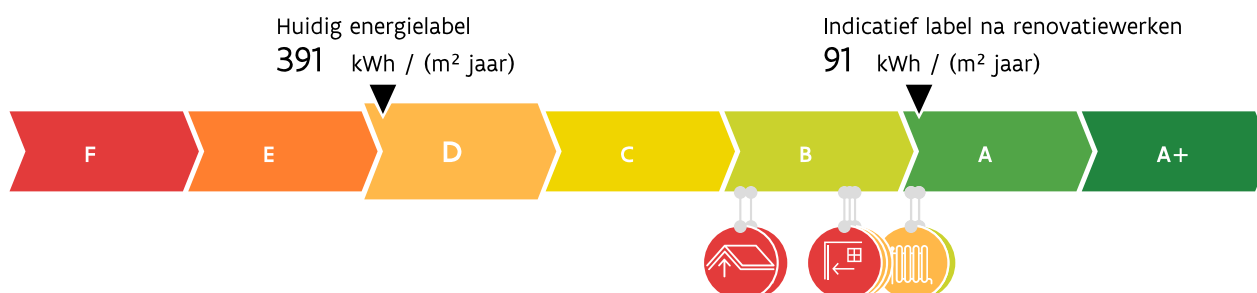 Huidig energielabel
391 kWh / (m² jaar)
Indicatief label na renovatiewerken
91 kWh / (m² jaar)
F E D C B A A+